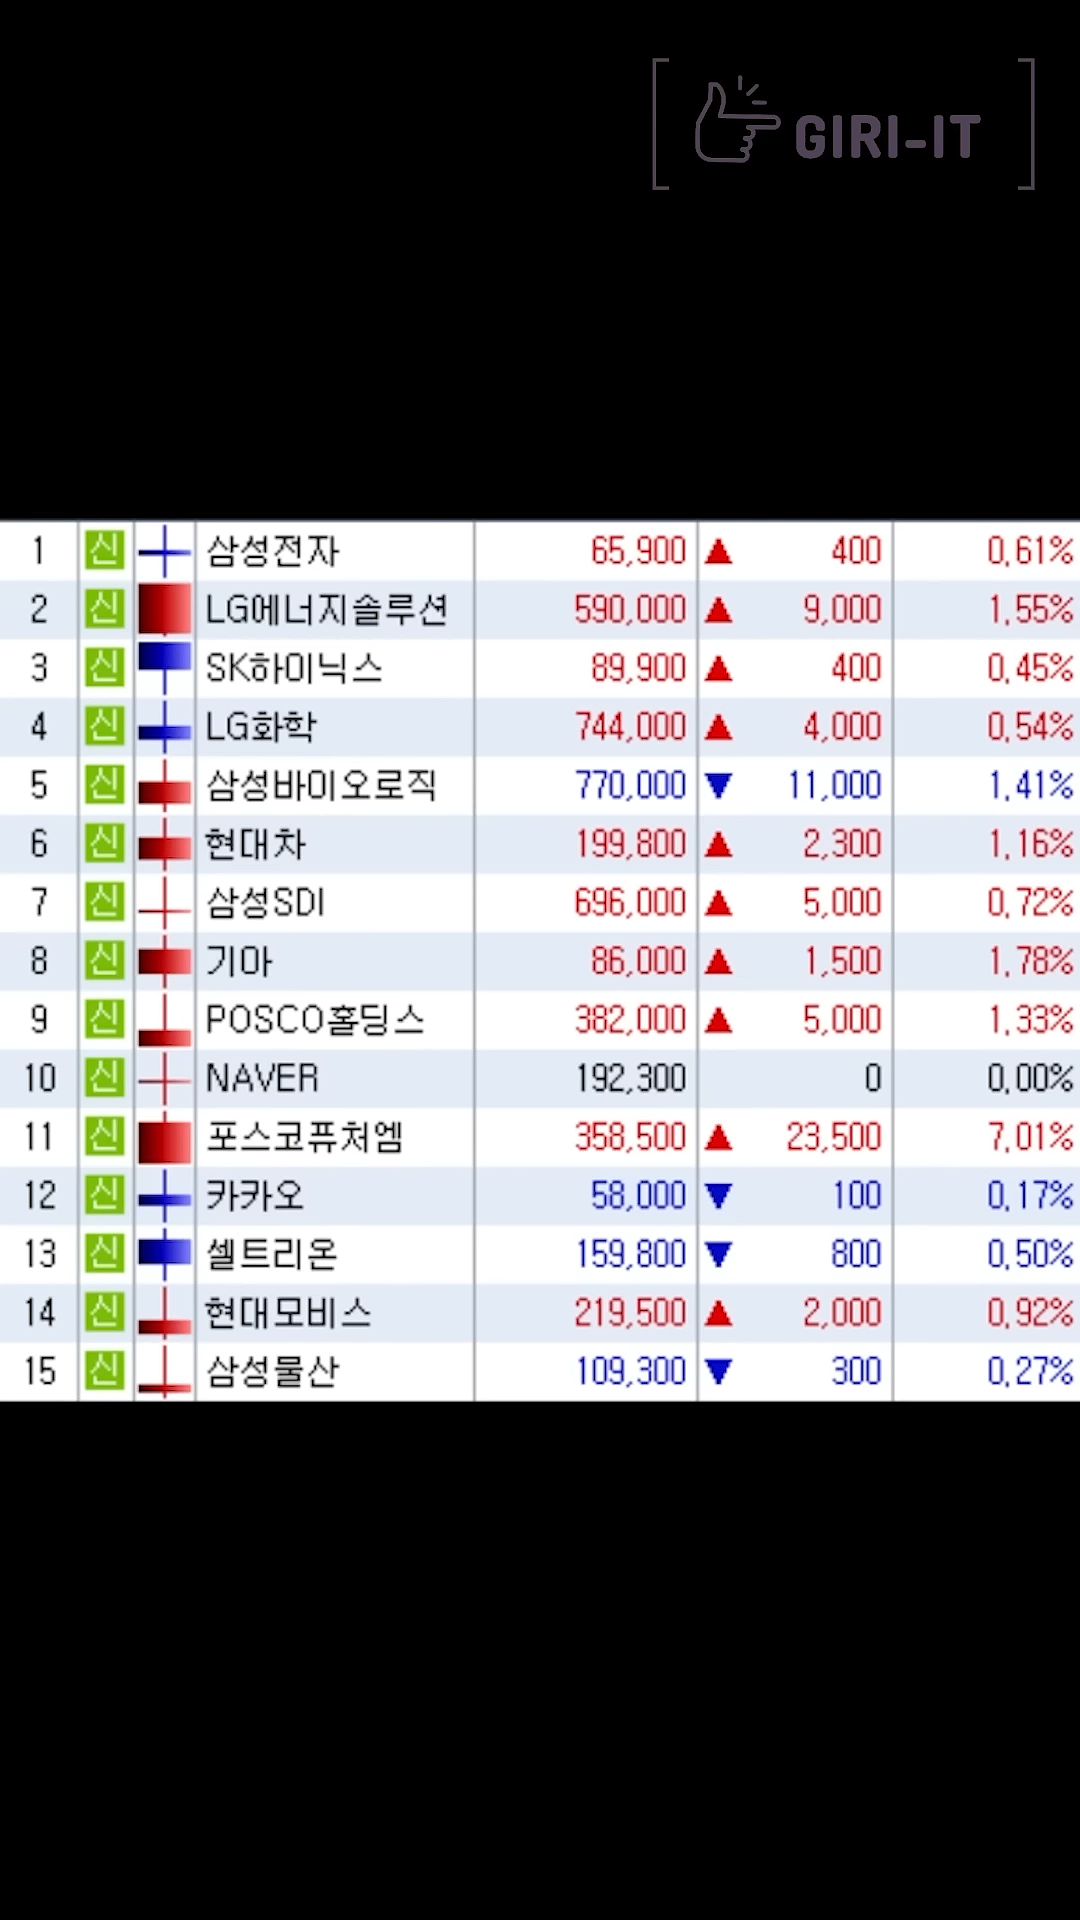 GIRI-IT
1 신 삼성전자 65,900 ▲ 400 0.61%
2 신 LG에너지솔루션 590,000 ▲ 9,000 1.55%
3 신 SK하이닉스 89,900 ▲ 400 0.45%
4 신 LG화학 744,000 ▲ 4,000 0.54%
5 신 삼성바이오로직 770,000 ▼ 11,000 1.41%
6 신 현대차 199,800 ▲ 2,300 1.16%
7 신 삼성SDI 696,000 ▲ 5,000 0.72%
8 신 기아 86,000 ▲ 1,500 1.78%
9 신 POSCO홀딩스 382,000 ▲ 5,000 1.33%
10 신 NAVER 192,300 0 0.00%
11 신 포스코퓨처엠 358,500 ▲ 23,500 7.01%
12 신 카카오 58,000 ▼ 100 0.17%
13 신 셀트리온 159,800 ▼ 800 0.50%
14 신 현대모비스 219,500 ▲ 2,000 0.92%
15 신 삼성물산 109,300 ▼ 300 0.27%